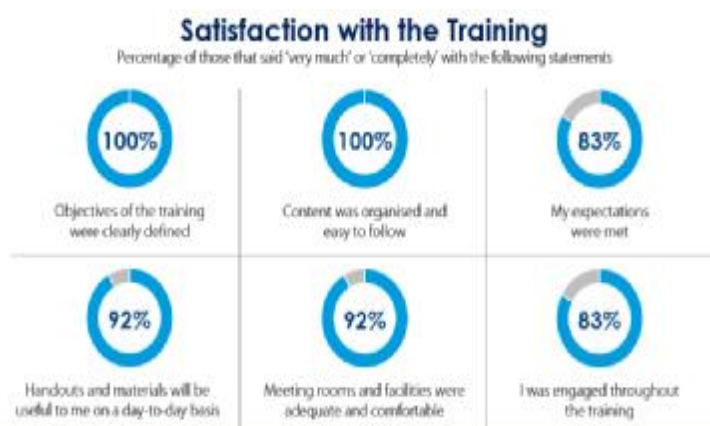 Satisfaction with the Training
Percentage of those that said 'very much' or 'completely' with the following statements
100%
Objectives of the training
were clearly defined
100%
Content was organised and
easy to follow
83%
My expectations
were met
92%
Handouts and materials will be
useful to me on a day-to-day basis
92%
Meeting rooms and facilities were
adequate and comfortable
83%
I was engaged throughout
the training